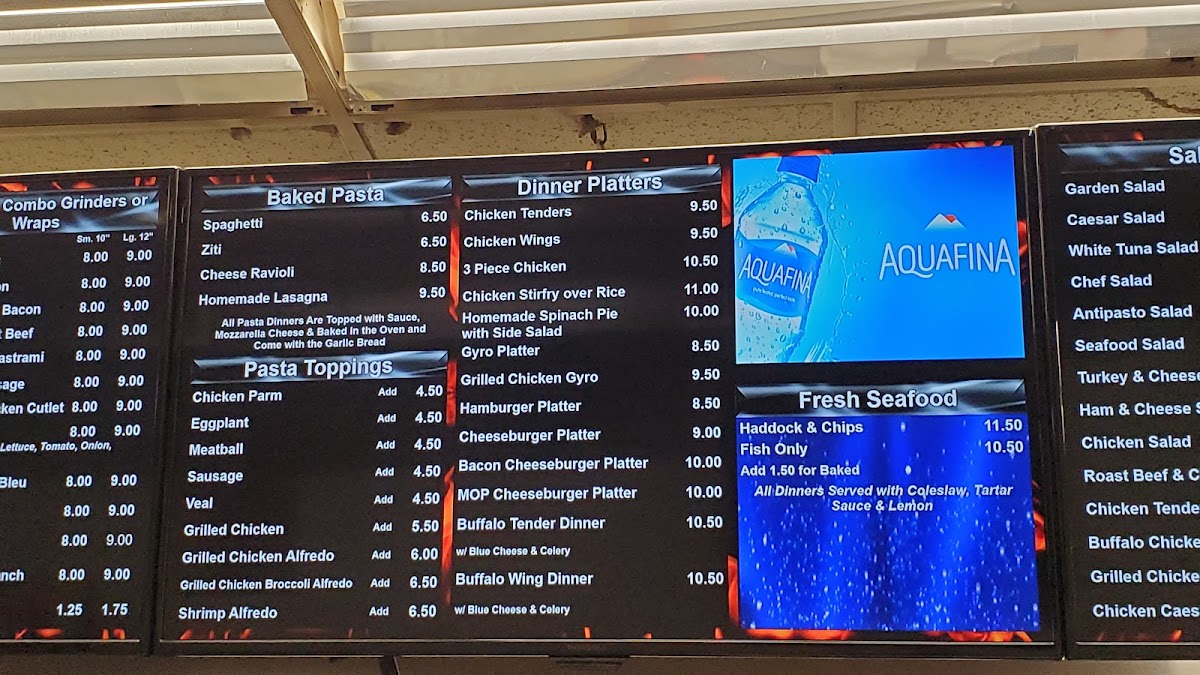 Combo Grinders or
Wraps
Sm. 10" Lg. 12"
8.00 9.00
8.00 9.00
Bacon 8.00 9.00
Beef 8.00 9.00
8.00 9.00
8.00 9.00
Cutlet 8.00 9.00
8.00 9.00
Lettuce, Tomato, Onion,
Bleu 8.00 9.00
8.00 9.00
8.00 9.00
8.00 9.00
1.25 1.75
Baked Pasta
Spaghetti 6.50
Ziti 6.50
Cheese Ravioli 8.50
Homemade Lasagna 9.50
All Pasta Dinners Are Topped with Sauce,
Mozzarella Cheese & Baked In the Oven and
Come with the Garlic Bread
Pasta Toppings
Chicken Parm Add 4.50
Eggplant Add 4.50
Meatball Add 4.50
Sausage Add 4.50
Veal Add 4.50
Grilled Chicken Add 5.50
Grilled Chicken Alfredo Add 6.00
Grilled Chicken Broccoli Alfredo Add 6.50
Shrimp Alfredo Add 6.50
Dinner Platters
Chicken Tenders 9.50
Chicken Wings 9.50
3 Piece Chicken 10.50
Chicken Stirfry over Rice 11.00
Homemade Spinach Pie 10.00
with Side Salad
Gyro Platter 8.50
Grilled Chicken Gyro 9.50
Hamburger Platter 8.50
Cheeseburger Platter 9.00
Bacon Cheeseburger Platter 10.00
MOP Cheeseburger Platter 10.00
Buffalo Tender Dinner 10.50
w/ Blue Cheese & Celery
Buffalo Wing Dinner 10.50
w/ Blue Cheese & Celery
AQUAFINA
AQUAFINA
Fresh Seafood
Haddock & Chips 11.50
Fish Only 10.50
Add 1.50 for Baked
All Dinners Served with Coleslaw, Tartar
Sauce & Lemon
Garden Salad
Caesar Salad
White Tuna Salad
Chef Salad
Antipasto Salad
Seafood Salad
Turkey & Cheese
Ham & Cheese
Chicken Salad
Roast Beef &
Chicken
Buffalo
Grilled
Chicken